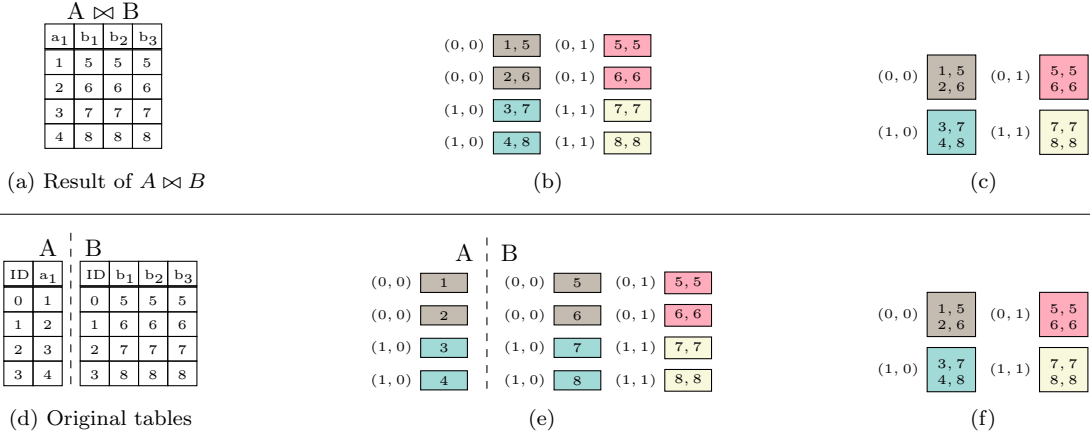 A ⋈ B
a1 b1 b2 b3
1 5 5 5
2 6 6 6
3 7 7 7
4 8 8 8
(a) Result of A ⋈ B
(0, 0) 1, 5 (0, 1) 5, 5
(0, 0) 2, 6 (0, 1) 6, 6
(1, 0) 3, 7 (1, 1) 7, 7
(1, 0) 4, 8 (1, 1) 8, 8
(b)
(0, 0) 1, 5 (0, 1) 5, 5
2, 6 6, 6
(1, 0) 3, 7 (1, 1) 7, 7
4, 8 8, 8
(c)
A B
ID a1 ID b1 b2 b3
0 1 0 5 5 5
1 2 1 6 6 6
2 3 2 7 7 7
3 4 3 8 8 8
(d) Original tables
A B
(0, 0) 1 (0, 0) 5 (0, 1) 5, 5
(0, 0) 2 (0, 0) 6 (0, 1) 6, 6
(1, 0) 3 (1, 0) 7 (1, 1) 7, 7
(1, 0) 4 (1, 0) 8 (1, 1) 8, 8
(e)
(0, 0) 1, 5 (0, 1) 5, 5
2, 6 6, 6
(1, 0) 3, 7 (1, 1) 7, 7
4, 8 8, 8
(f)